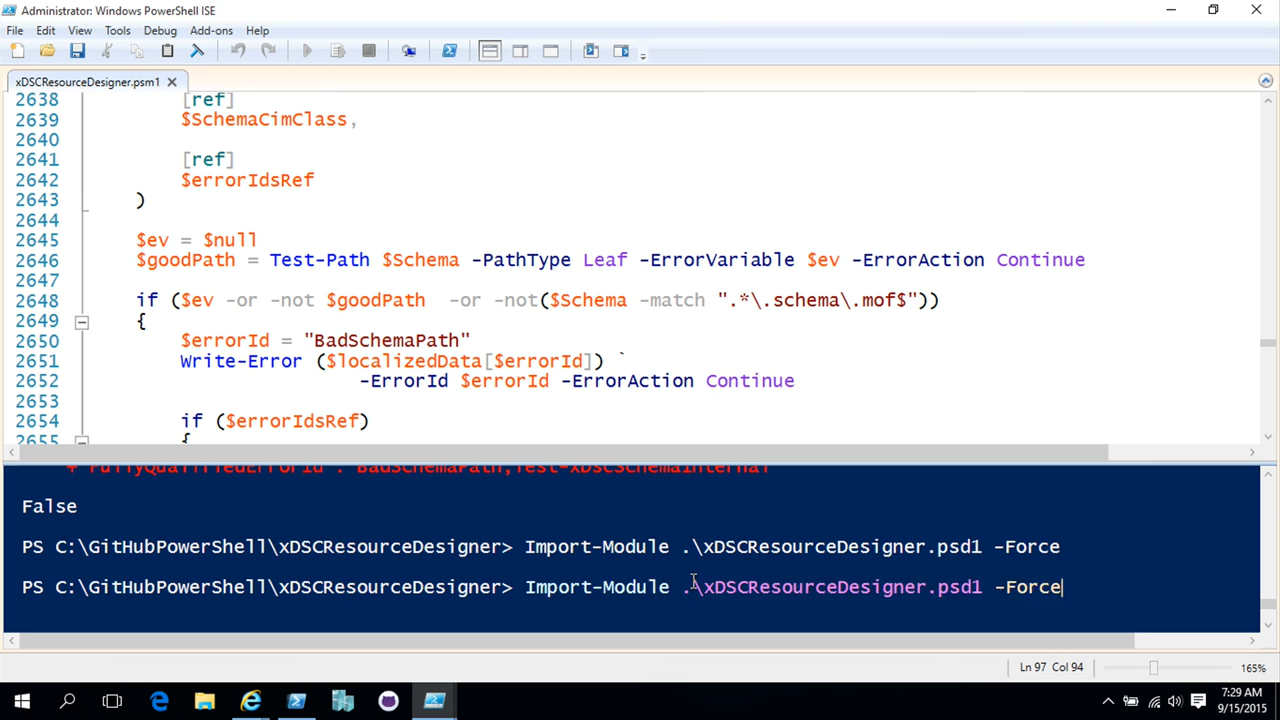 Administrator: Windows PowerShell ISE
File Edit View Tools Debug Add-ons Help
xDSCResourceDesigner.psm1
2638 [ref]
2639 $SchemaCimClass,
2640
2641 [ref]
2642 $errorIdsRef
2643 )
2644
2645 $ev = $null
2646 $goodPath = Test-Path $Schema -PathType Leaf -ErrorVariable $ev -ErrorAction Continue
2647
2648 if ($ev -or -not $goodPath -or -not($Schema -match ".*\.schema\.mof$"))
2649 {
2650 $errorId = "BadSchemaPath"
2651 Write-Error ($localizedData[$errorId]) `
2652 -ErrorId $errorId -ErrorAction Continue
2653
2654 if ($errorIdsRef)
2655 {
+ FullyQualifiedErrorId : BadSchemaPath,Test-xDscSchemaInternal
False
PS C:\GitHubPowerShell\xDSCResourceDesigner> Import-Module .\xDSCResourceDesigner.psd1 -Force
PS C:\GitHubPowerShell\xDSCResourceDesigner> Import-Module .\xDSCResourceDesigner.psd1 -Force
Ln 97 Col 94 165%
7:29 AM
9/15/2015